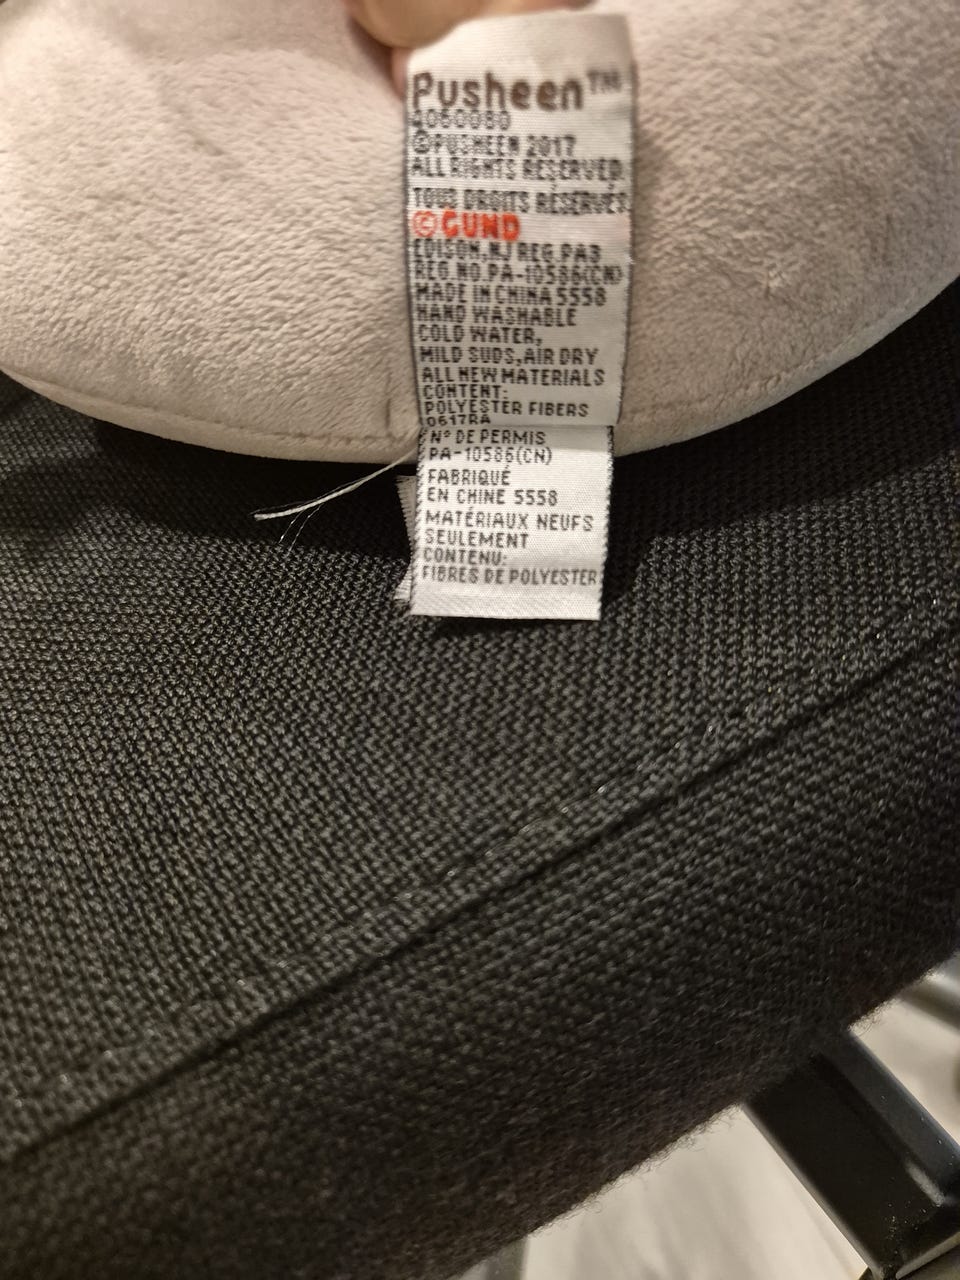 Pusheen™
4060080
©PUSHEEN 2017
ALL RIGHTS RESERVED.
TOUS DROITS RÉSERVÉS
©GUND
EDISON,NJ REG.PA3
REG.NO.PA-10586(CN)
MADE IN CHINA 5558
HAND WASHABLE
COLD WATER,
MILD SUDS,AIR DRY
ALL NEW MATERIALS
CONTENT:
POLYESTER FIBERS
0617RA
N° DE PERMIS
PA-10586(CN)
FABRIQUÉ
EN CHINE 5558
MATÉRIAUX NEUFS
SEULEMENT
CONTENU:
FIBRES DE POLYESTER